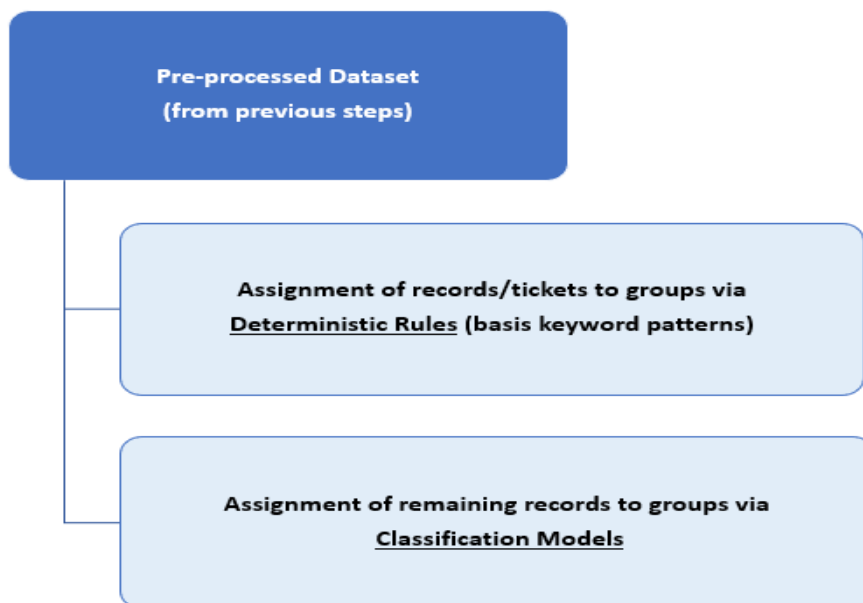 Pre-processed Dataset
(from previous steps)
Assignment of records/tickets to groups via
Deterministic Rules (basis keyword patterns)
Assignment of remaining records to groups via
Classification Models